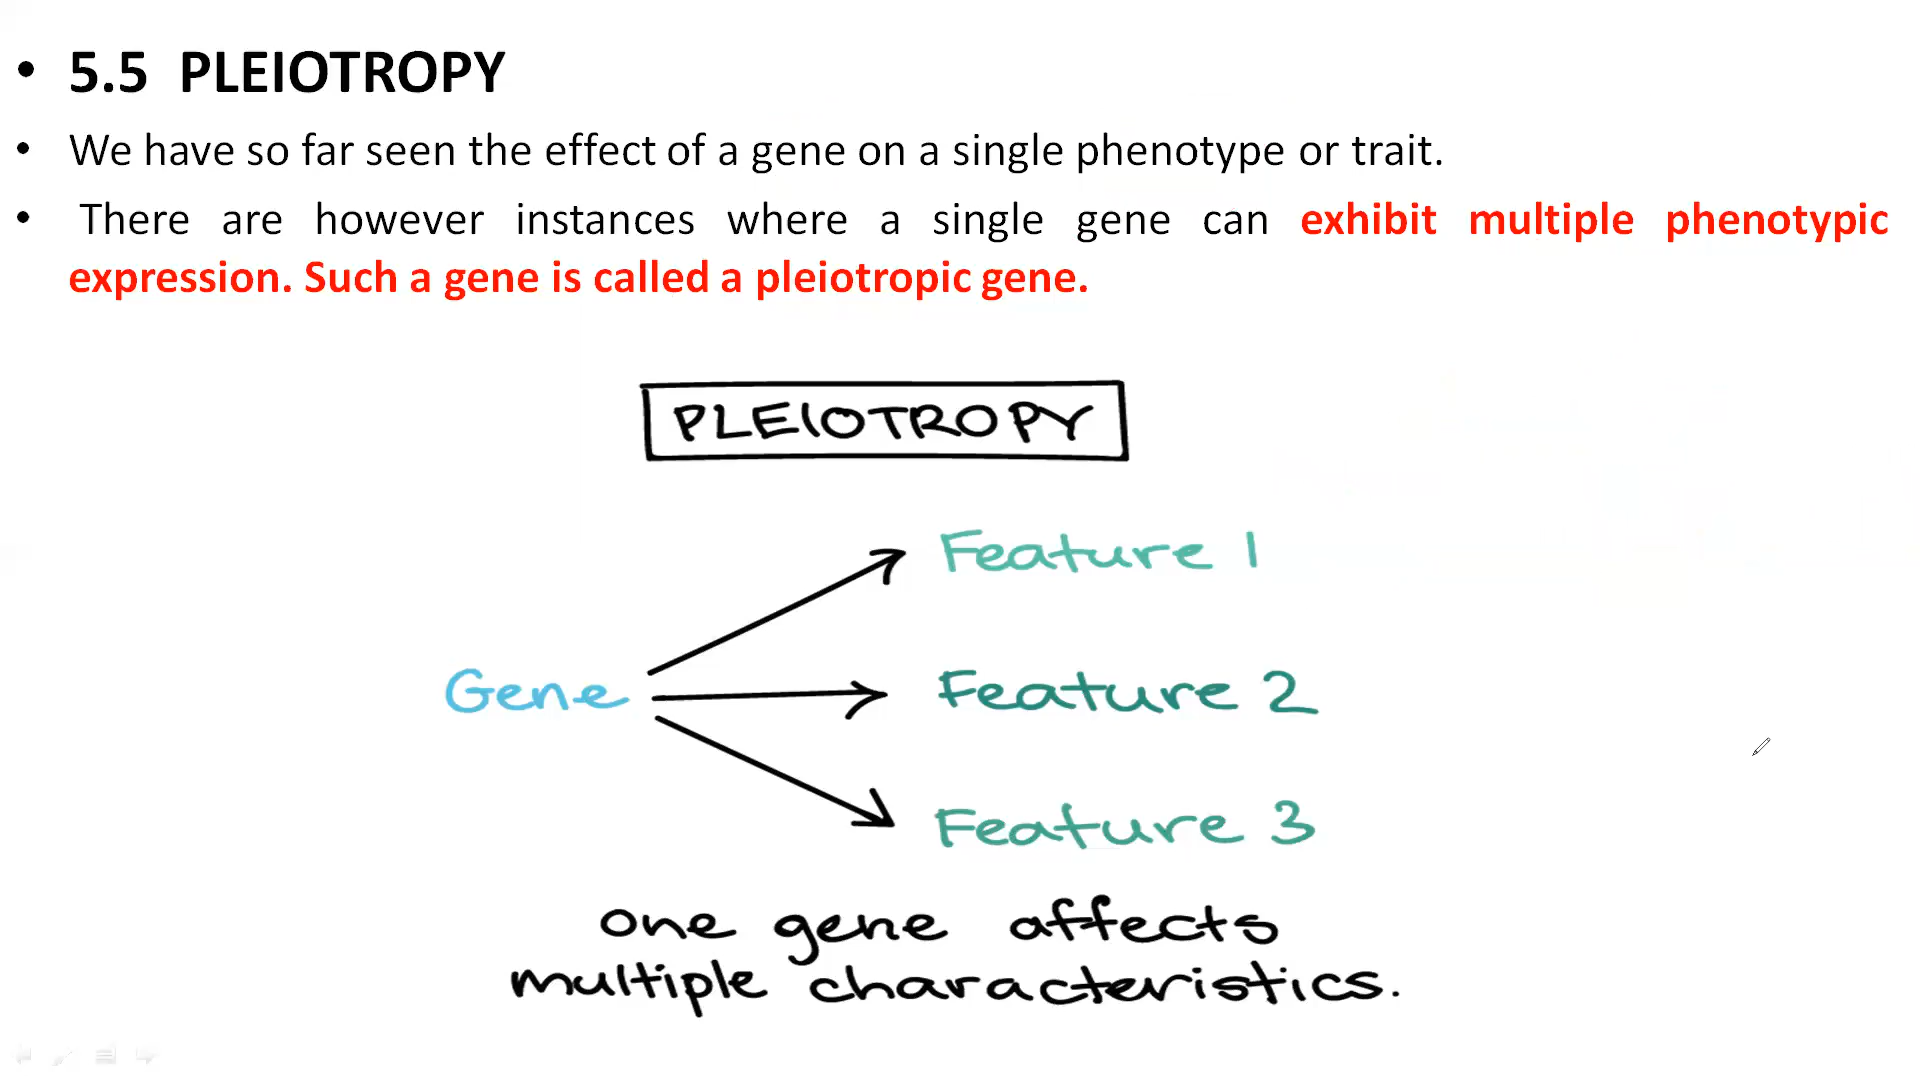 • 5.5 PLEIOTROPY
• We have so far seen the effect of a gene on a single phenotype or trait.
• There are however instances where a single gene can exhibit multiple phenotypic
expression. Such a gene is called a pleiotropic gene.
PLEIOTROPY
Feature 1
Gene
Feature 2
Feature 3
one gene affects
multiple characteristics.